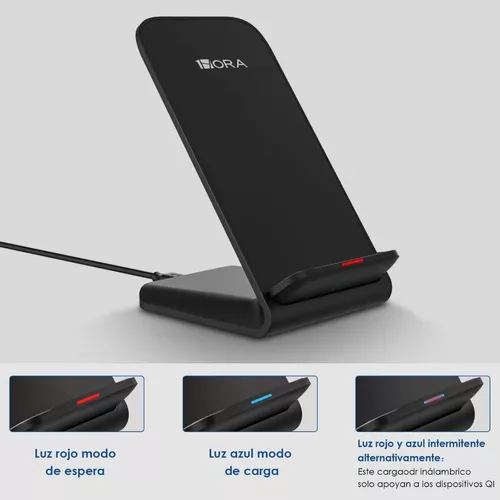 1HORA
Luz rojo modo
de espera
Luz azul modo
de carga
Luz rojo y azul intermitente
alternativamente:
Este cargaodr inálambrico
solo apoyan a los dispositivos QI